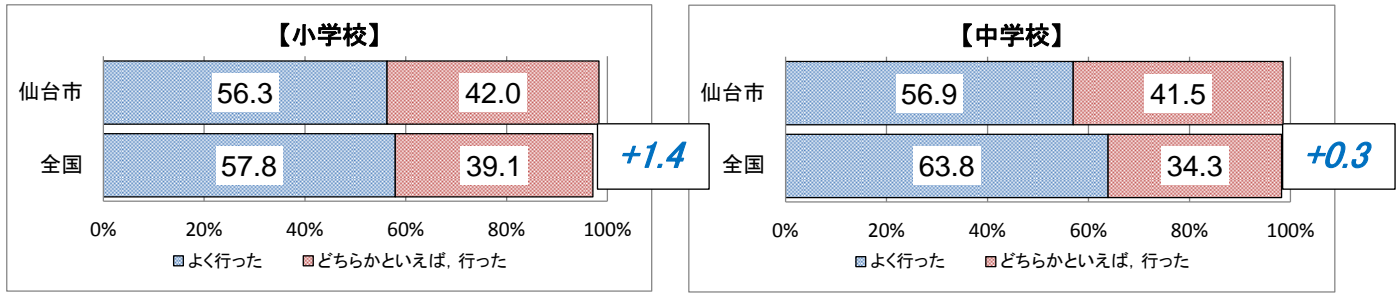 【小学校】
仙台市 56.3 42.0
全国 57.8 39.1 +1.4
0% 20% 40% 60% 80% 100%
よく行った どちらかといえば，行った
【中学校】
仙台市 56.9 41.5
全国 63.8 34.3 +0.3
0% 20% 40% 60% 80% 100%
よく行った どちらかといえば，行った